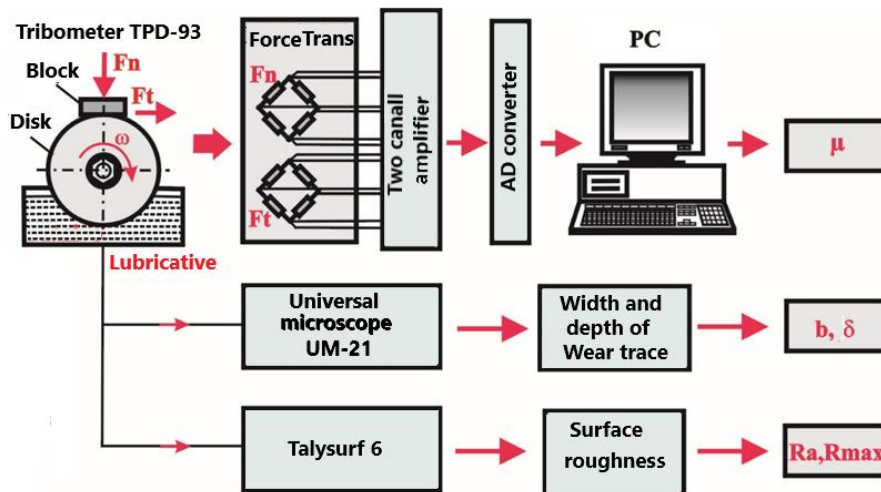 Tribometer TPD-93
Fn
Block
Ft
Disk
ω
Lubricative
ForceTrans
Fn
Ft
Two canall
amplifier
AD converter
PC
μ
Universal
microscope
UM-21
Width and
depth of
Wear trace
b, δ
Talysurf 6
Surface
roughness
Ra,Rmax